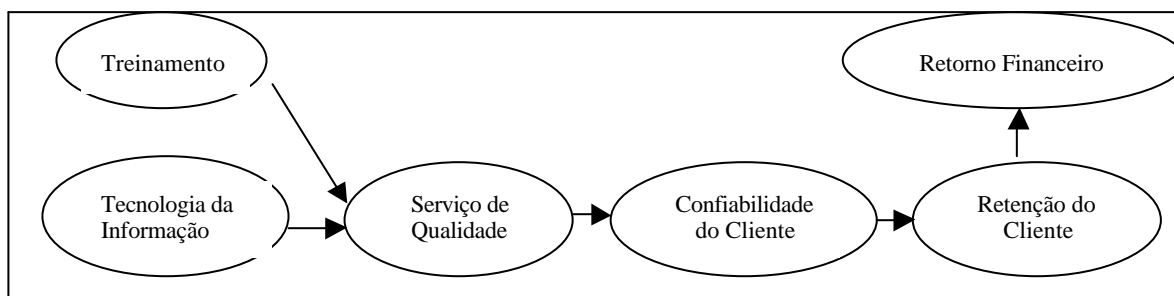 Treinamento
Retorno Financeiro
Tecnologia da
Informação
Serviço de
Qualidade
Confiabilidade
do Cliente
Retenção do
Cliente